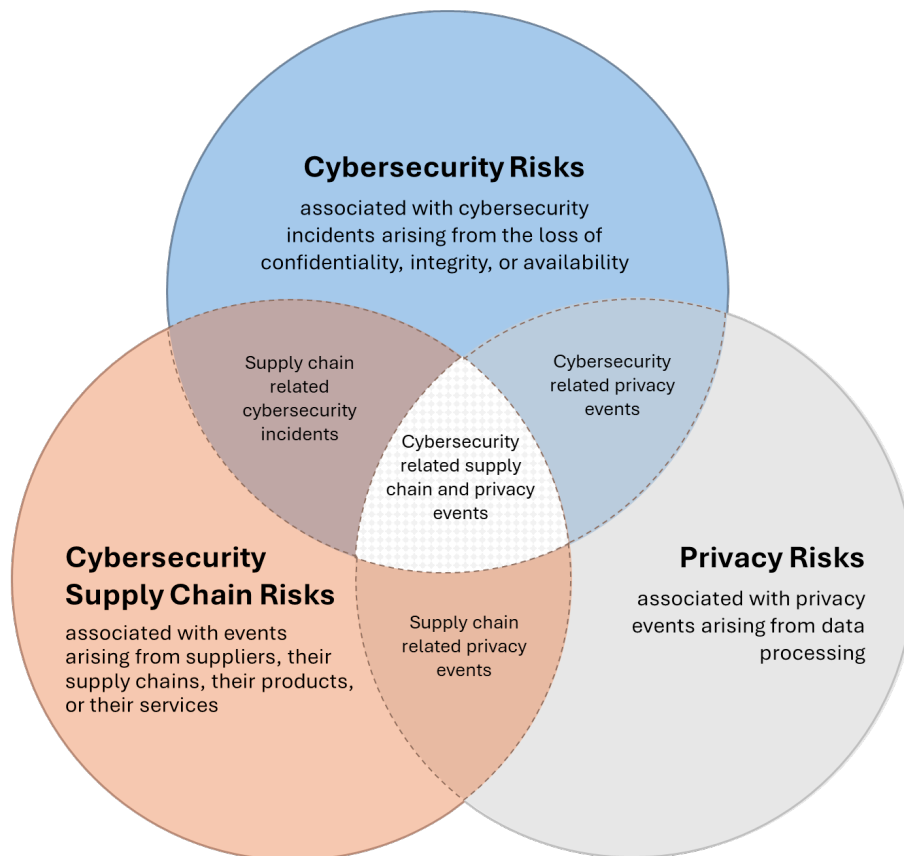 Cybersecurity Risks
associated with cybersecurity
incidents arising from the loss of
confidentiality, integrity, or availability
Supply chain
related
cybersecurity
incidents
Cybersecurity
related privacy
events
Cybersecurity
related supply
chain and privacy
events
Cybersecurity
Supply Chain Risks
associated with events
arising from suppliers, their
supply chains, their products,
or their services
Supply chain
related privacy
events
Privacy Risks
associated with privacy
events arising from data
processing